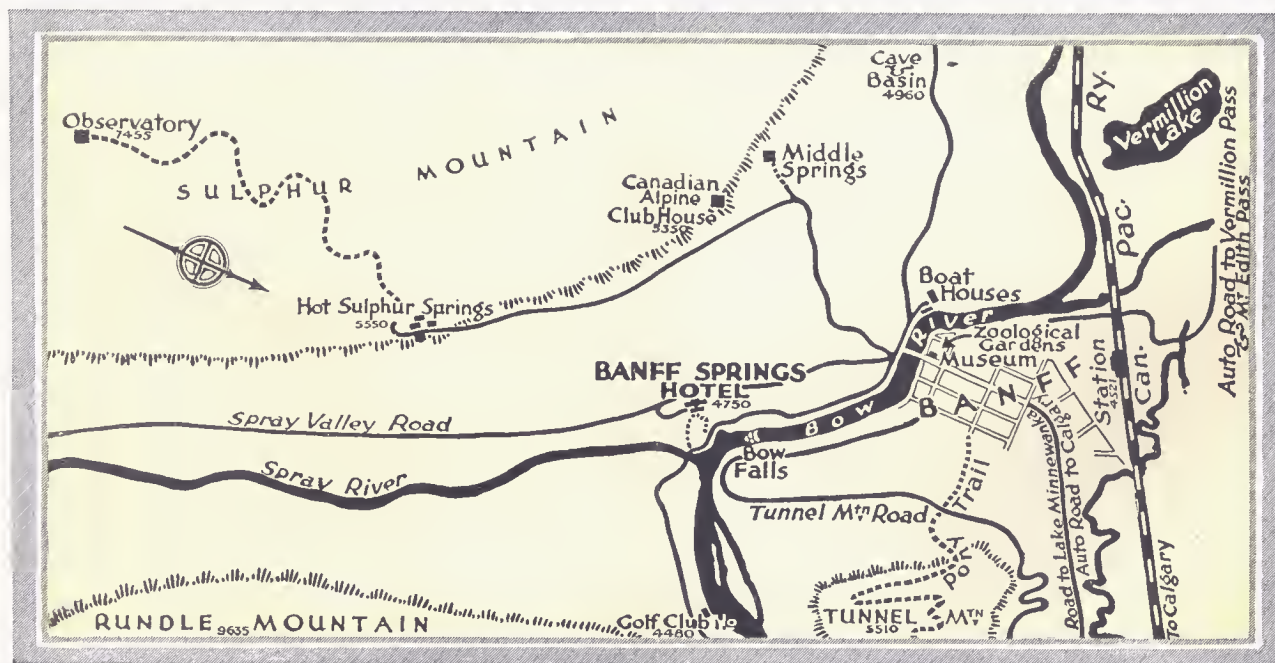 Observatory
7455
SULPHUR MOUNTAIN
Cave
&
Basin
4960
Middle
Springs
Canadian
Alpine
Club House
5350
Hot Sulphur Springs
5550
Boat
Houses
Vermillion
Lake
Can. Pac. Ry.
Auto Road to Vermillion Pass
& Mt. Edith Pass
Zoological
Gardens
Museum
BANFF
Station
4521
BANFF SPRINGS
HOTEL
4750
BOW River
Bow
Falls
Spray Valley Road
Spray River
Tunnel Mtn Road
Trail
Foot
Road to Lake Minnewanka
Auto Road to Calgary
To Calgary
TUNNEL MTN
5510
Golf Club Ho
4480
RUNDLE 9635 MOUNTAIN